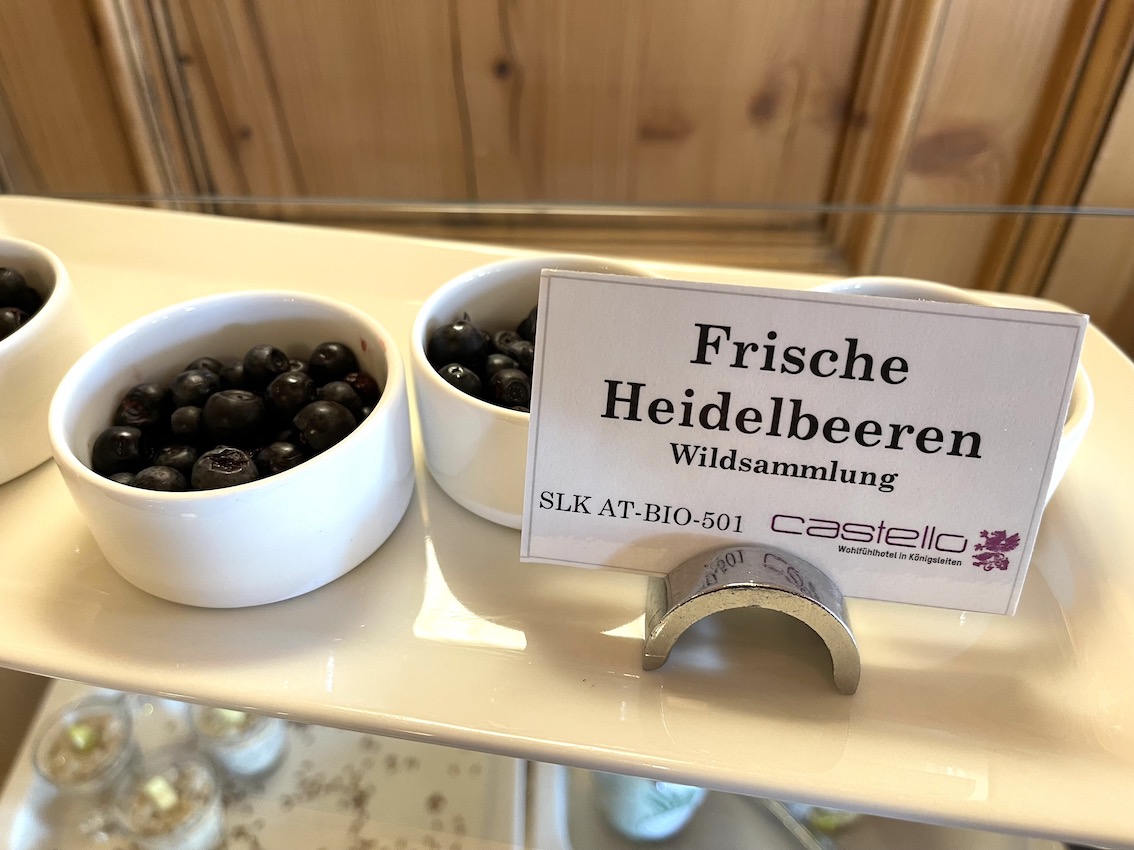 Frische
Heidelbeeren
Wildsammlung
SLK AT-BIO-501
castello
Wohlfühlhotel in Königsleiten